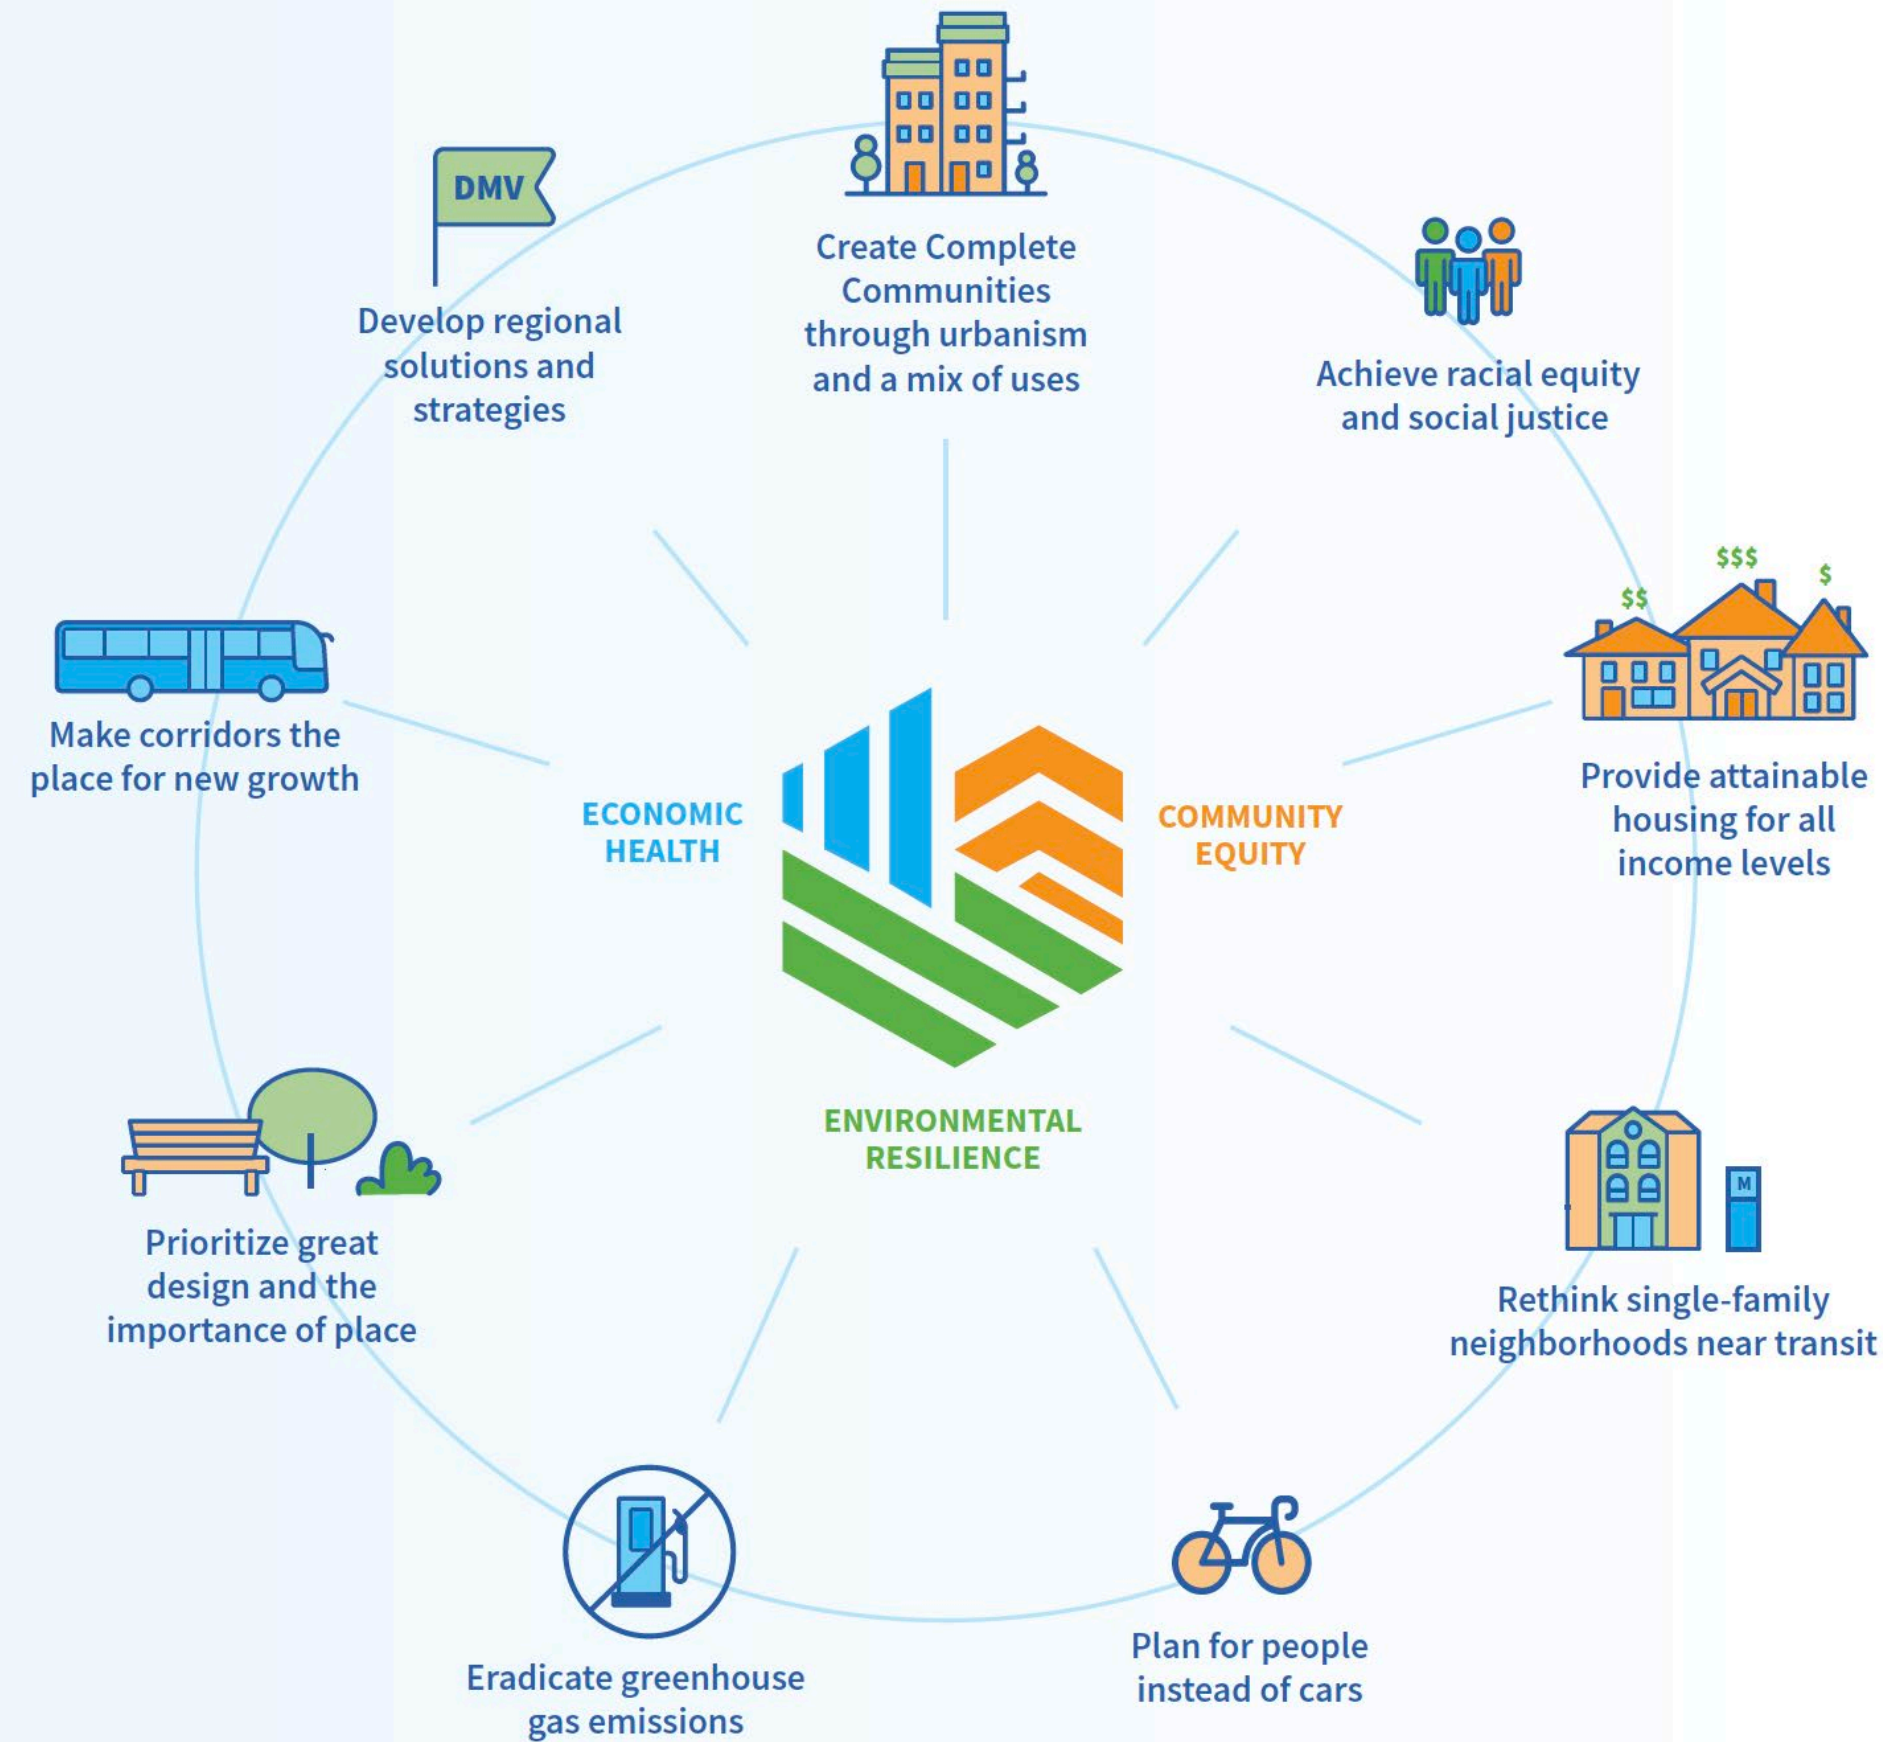 Create Complete
Communities
through urbanism
and a mix of uses
DMV
Develop regional
solutions and
strategies
Achieve racial equity
and social justice
$$
$$$
$
Provide attainable
housing for all
income levels
Make corridors the
place for new growth
ECONOMIC
HEALTH
COMMUNITY
EQUITY
ENVIRONMENTAL
RESILIENCE
M
Rethink single-family
neighborhoods near transit
Prioritize great
design and the
importance of place
Eradicate greenhouse
gas emissions
Plan for people
instead of cars